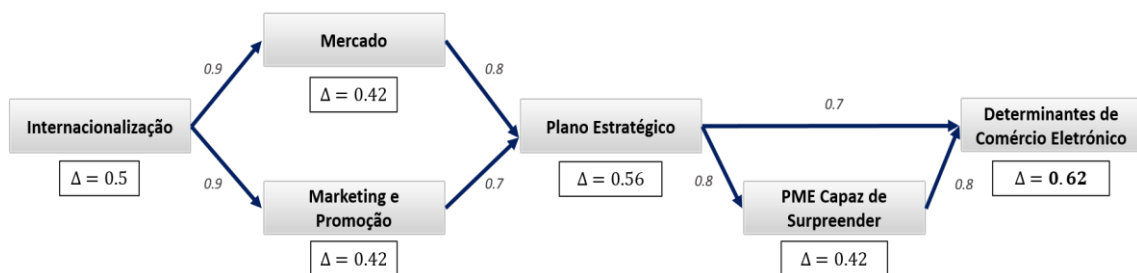 Mercado
0.9
0.8
Δ = 0.42
Internacionalização
Δ = 0.5
Plano Estratégico
Δ = 0.56
0.7
Determinantes de
Comércio Eletrónico
Δ = 0.62
0.9
0.7
Marketing e
Promoção
Δ = 0.42
0.8
PME Capaz de
Surpreender
Δ = 0.42
0.8